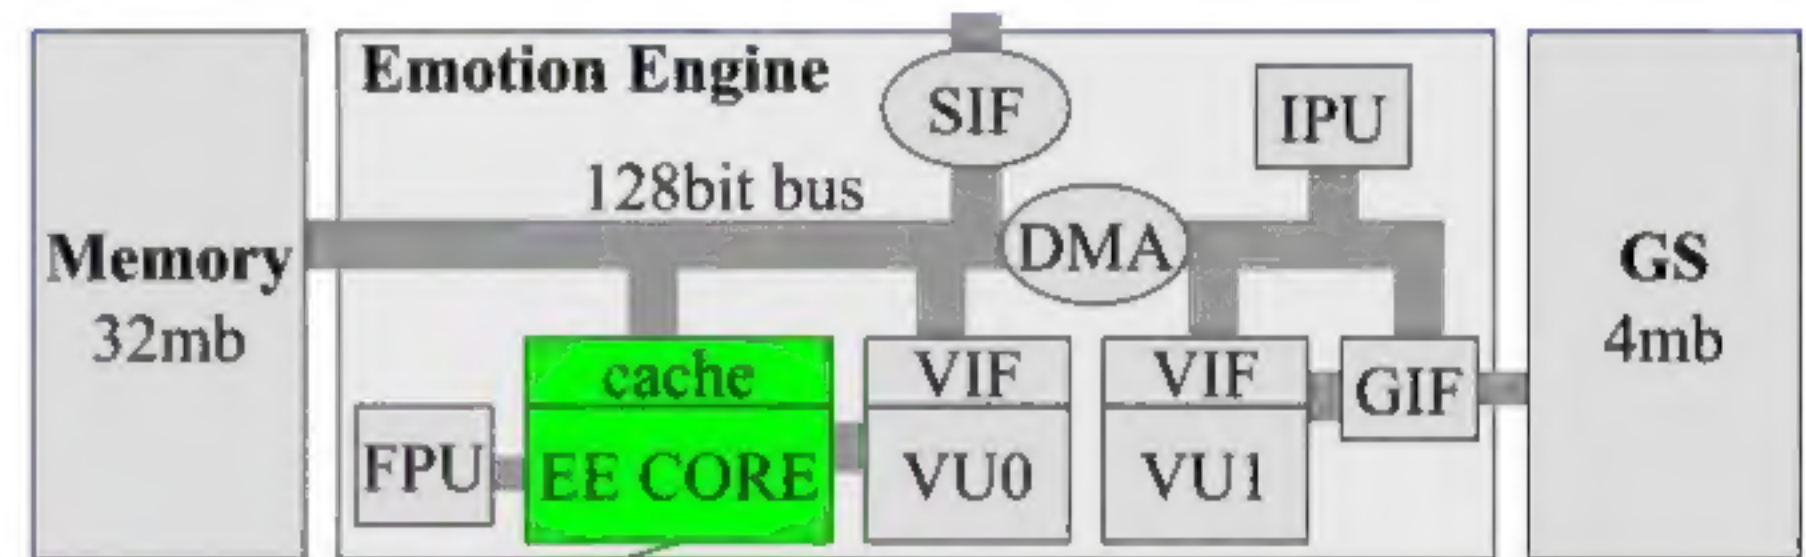 Emotion Engine
SIF
IPU
128bit bus
DMA
Memory
32mb
GS
4mb
cache
VIF
VIF
GIF
FPU
EE CORE
VU0
VU1